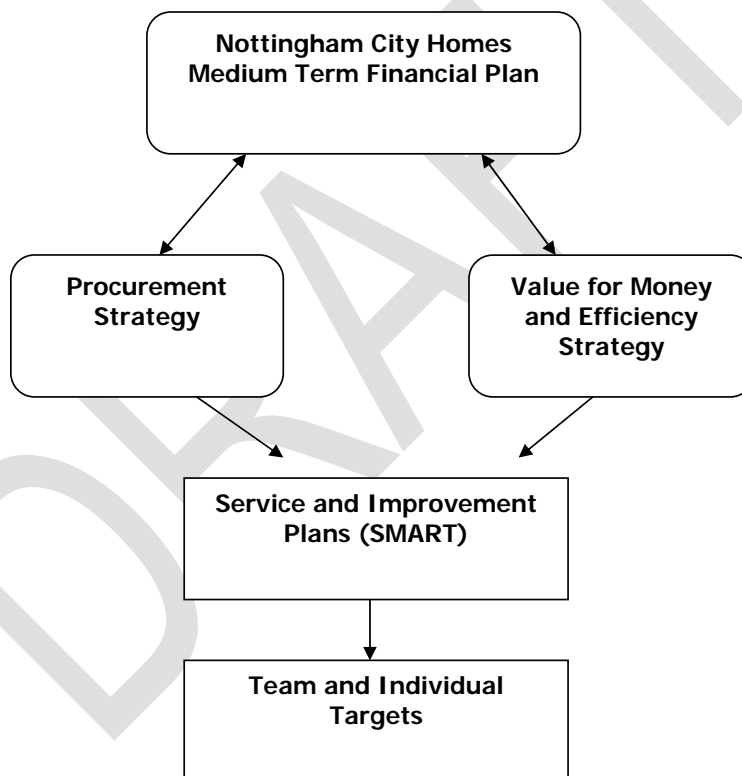 Nottingham City Homes
Medium Term Financial Plan
Procurement
Strategy
Value for Money
and Efficiency
Strategy
Service and Improvement
Plans (SMART)
Team and Individual
Targets
DRAFT